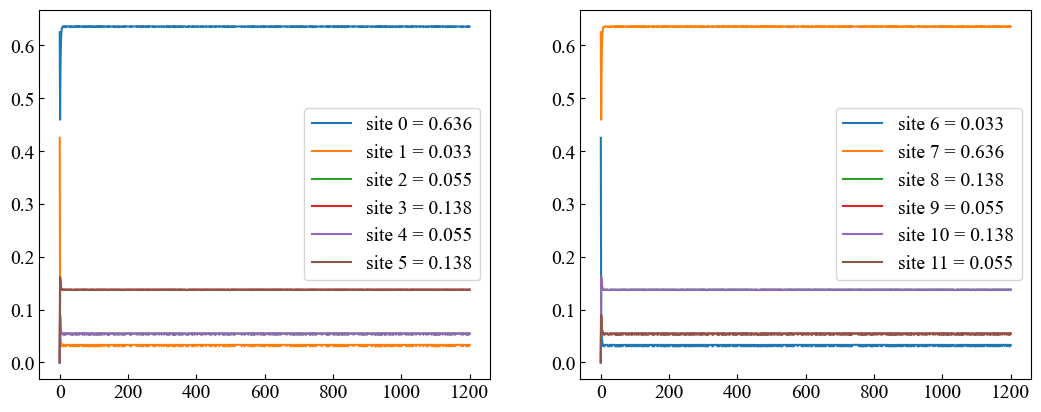 0.6
0.5
0.4
0.3
0.2
0.1
0.0
0 200 400 600 800 1000 1200
site 0 = 0.636
site 1 = 0.033
site 2 = 0.055
site 3 = 0.138
site 4 = 0.055
site 5 = 0.138
0.6
0.5
0.4
0.3
0.2
0.1
0.0
0 200 400 600 800 1000 1200
site 6 = 0.033
site 7 = 0.636
site 8 = 0.138
site 9 = 0.055
site 10 = 0.138
site 11 = 0.055